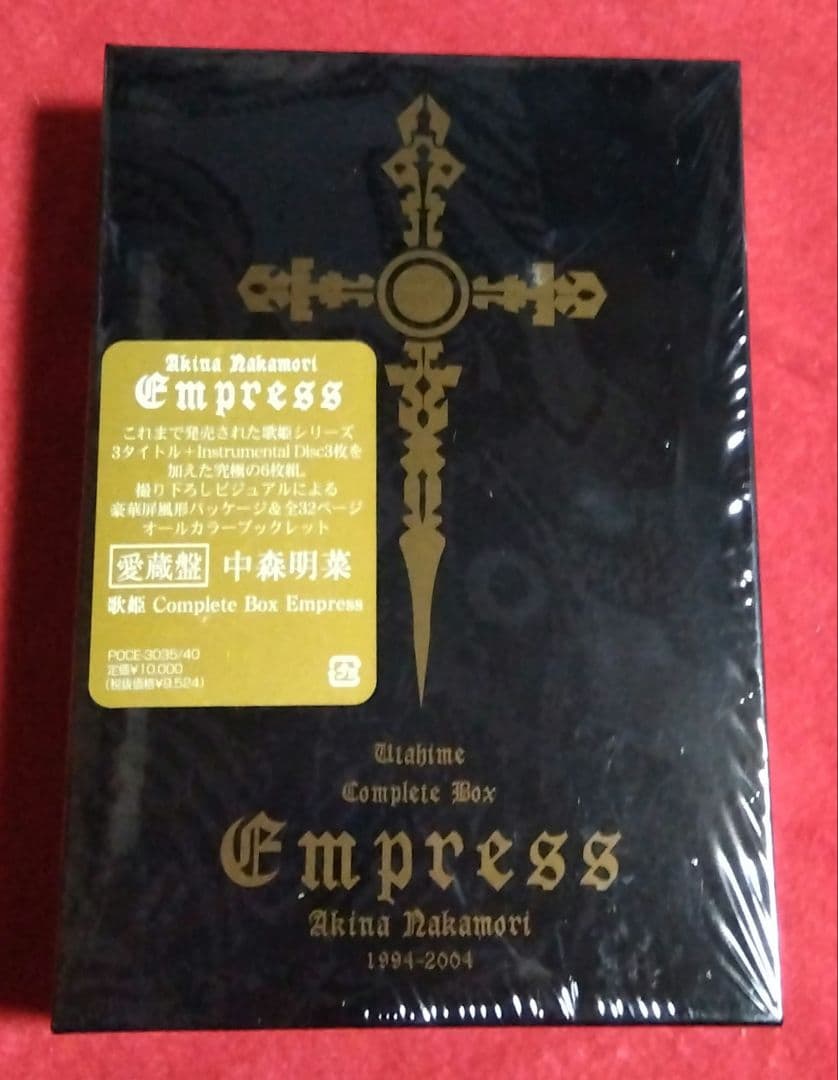 Akina Nakamori
Empress
これまで発売された歌姫シリーズ
3タイトル+Instrumental Disc3枚を
加えた究極の6枚組。
撮り下ろしビジュアルによる
豪華屏風形パッケージ&全32ページ
オールカラーブックレット
愛蔵盤 中森明菜
歌姫 Complete Box Empress
POCE-3035/40
定価¥10,000
(税抜価格¥9,524)
Utahime
Complete Box
Empress
Akina Nakamori
1994-2004